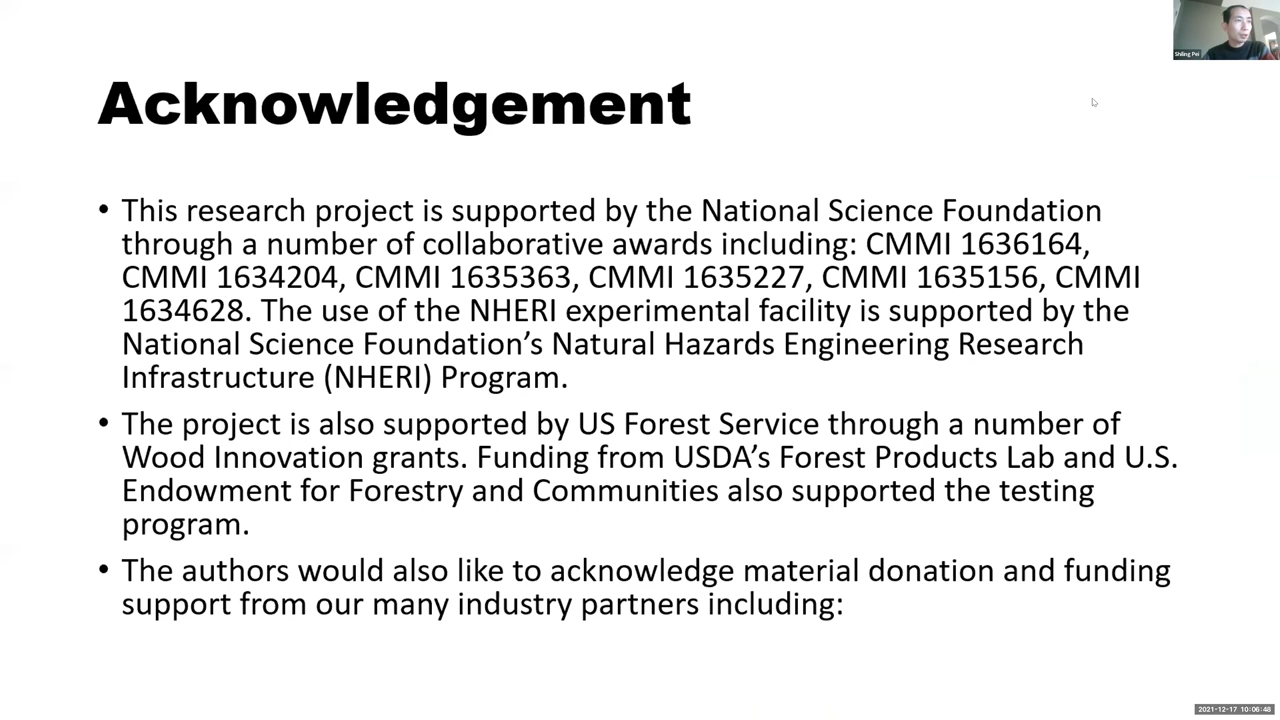 Shiling Pei
Acknowledgement
• This research project is supported by the National Science Foundation
through a number of collaborative awards including: CMMI 1636164,
CMMI 1634204, CMMI 1635363, CMMI 1635227, CMMI 1635156, CMMI
1634628. The use of the NHERI experimental facility is supported by the
National Science Foundation’s Natural Hazards Engineering Research
Infrastructure (NHERI) Program.
• The project is also supported by US Forest Service through a number of
Wood Innovation grants. Funding from USDA’s Forest Products Lab and U.S.
Endowment for Forestry and Communities also supported the testing
program.
• The authors would also like to acknowledge material donation and funding
support from our many industry partners including:
2021-12-17 10:06:48